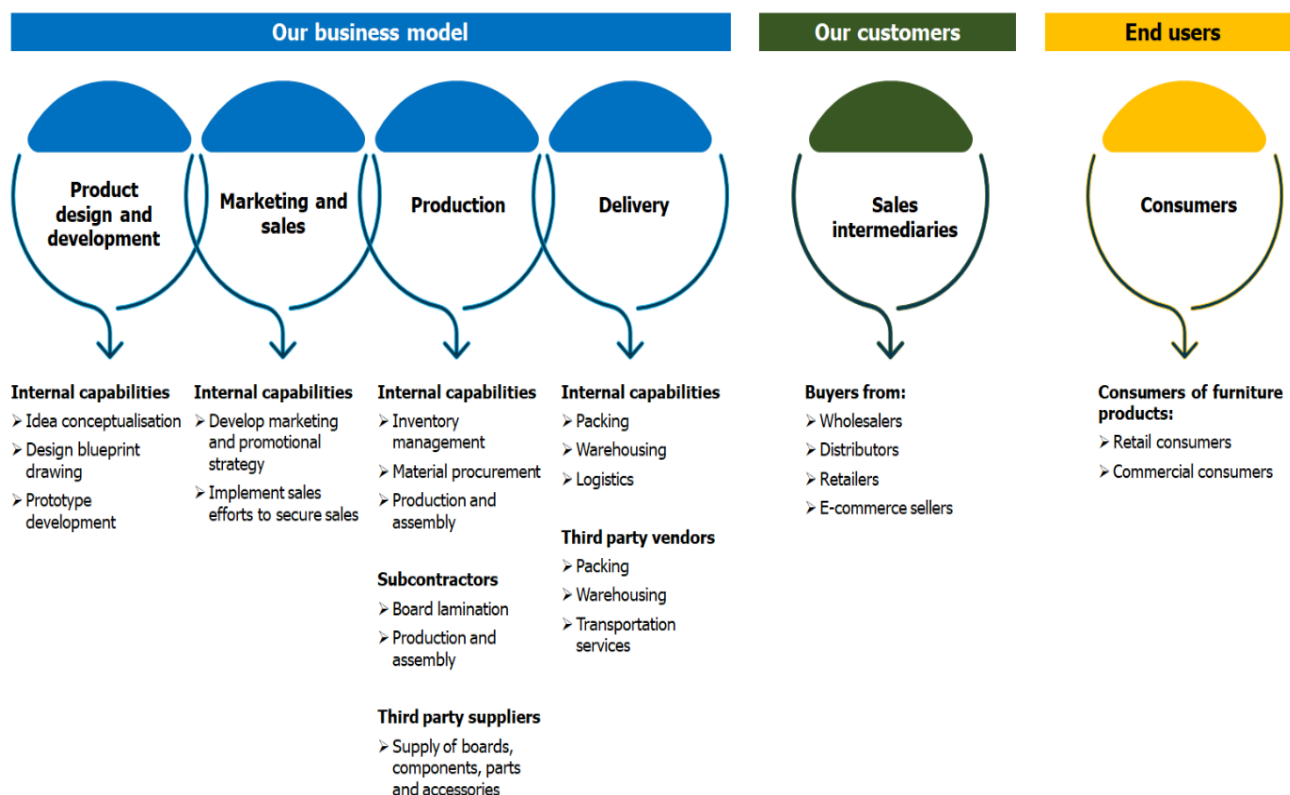 Our business model
Our customers
End users
Product
design and
development
Marketing and
sales
Production
Delivery
Sales
intermediaries
Consumers
Internal capabilities
➢ Idea conceptualisation
➢ Design blueprint
drawing
➢ Prototype
development
Internal capabilities
➢ Develop marketing
and promotional
strategy
➢ Implement sales
efforts to secure sales
Internal capabilities
➢ Inventory
management
➢ Material procurement
➢ Production and
assembly
Subcontractors
➢ Board lamination
➢ Production and
assembly
Third party suppliers
➢ Supply of boards,
components, parts
and accessories
Internal capabilities
➢ Packing
➢ Warehousing
➢ Logistics
Third party vendors
➢ Packing
➢ Warehousing
➢ Transportation
services
Buyers from:
➢ Wholesalers
➢ Distributors
➢ Retailers
➢ E-commerce sellers
Consumers of furniture
products:
➢ Retail consumers
➢ Commercial consumers